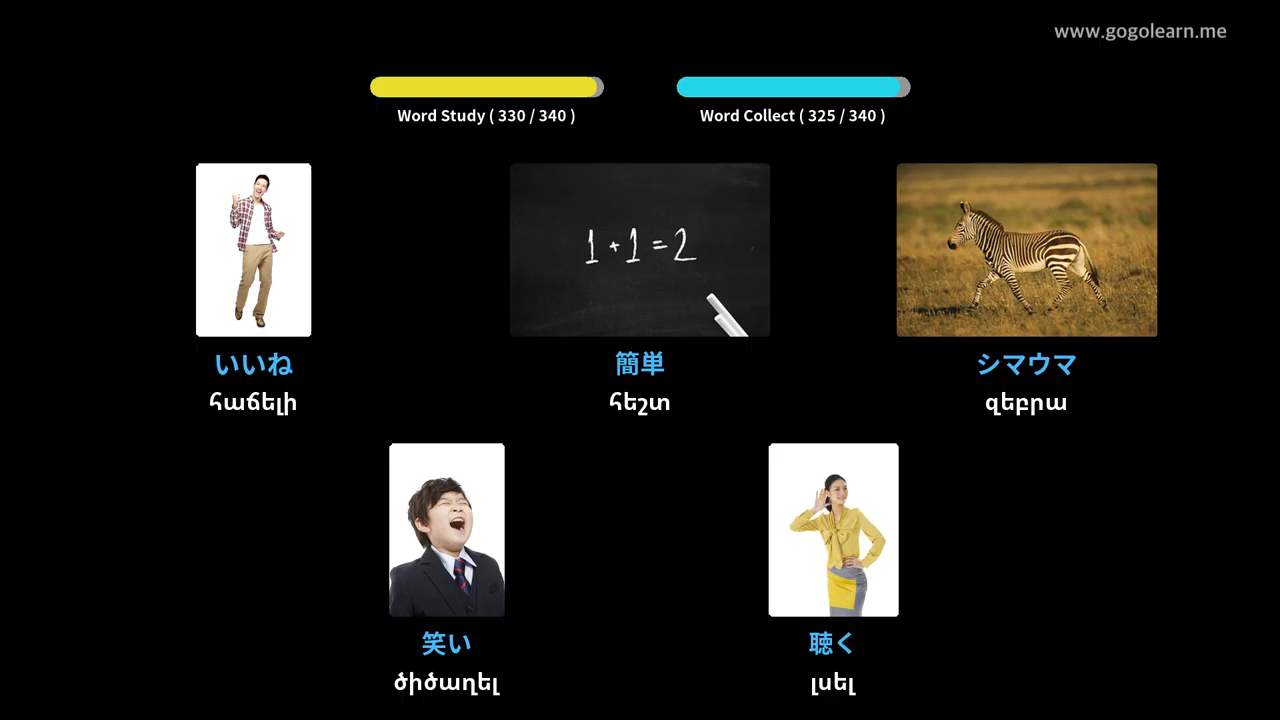 www.gogolearn.me
Word Study ( 330 / 340 )
Word Collect ( 325 / 340 )
1+1=2
いいね
հաճելի
簡単
հեշտ
シマウマ
զեբրա
笑い
ծիծաղել
聴く
լսել